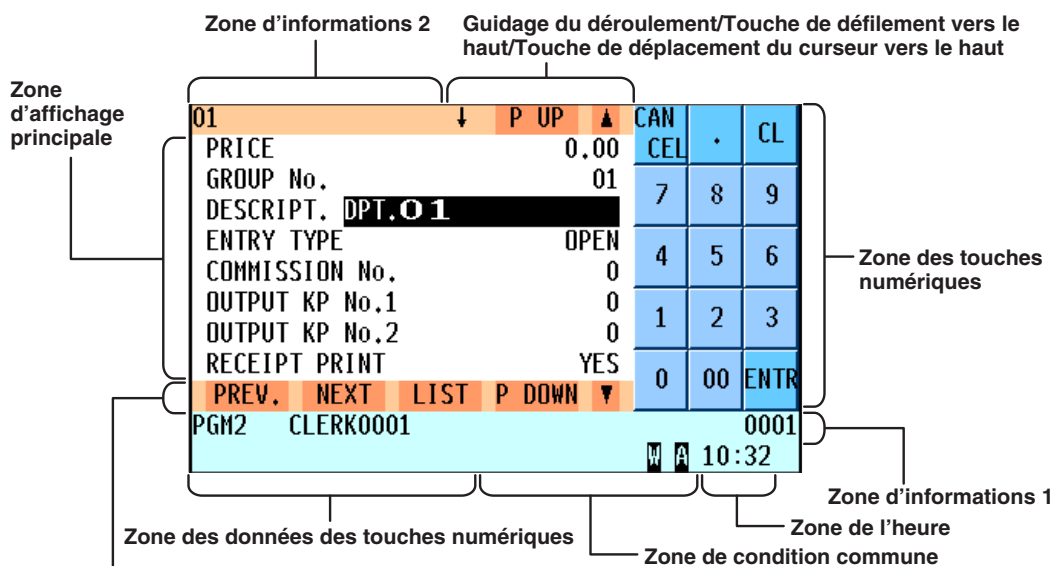 Zone d'informations 2
Guidage du déroulement/Touche de défilement vers le
haut/Touche de déplacement du curseur vers le haut
Zone
d'affichage
principale
01 ↓ P UP ▲
PRICE 0.00
GROUP No. 01
DESCRIPT. DPT.01
ENTRY TYPE OPEN
COMMISSION No. 0
OUTPUT KP No.1 0
OUTPUT KP No.2 0
RECEIPT PRINT YES
PREV. NEXT LIST P DOWN ▼
CAN
CEL . CL
7 8 9
4 5 6
1 2 3
0 00 ENTR
Zone des touches
numériques
PGM2 CLERK0001 0001
W A 10:32
Zone d'informations 1
Zone de l'heure
Zone des données des touches numériques
Zone de condition commune